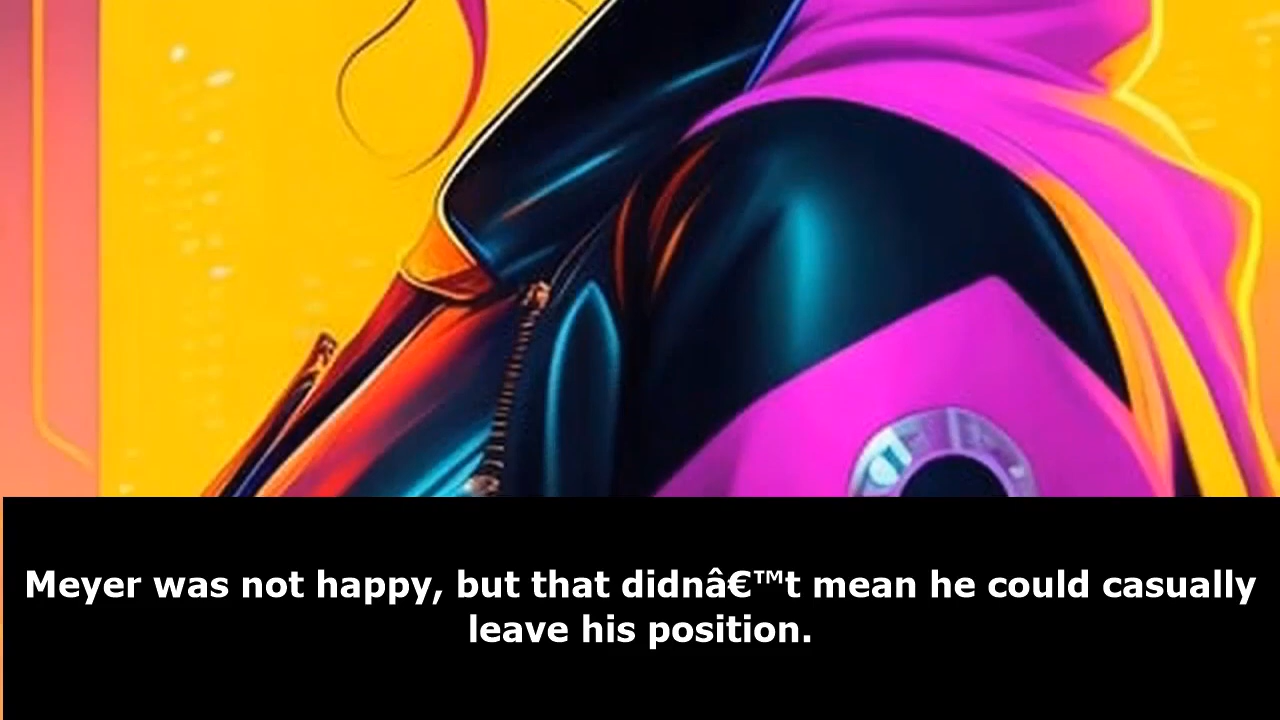 Meyer was not happy, but that didnâ€™t mean he could casually
leave his position.